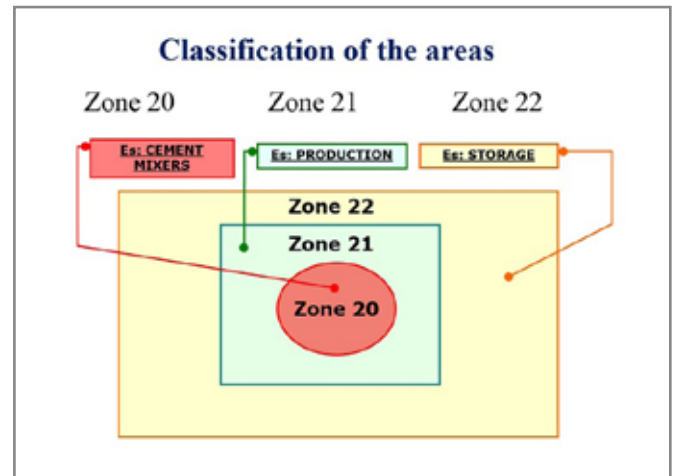 Classification of the areas
Zone 20 Zone 21 Zone 22
Es: CEMENT MIXERS
Es: PRODUCTION
Es: STORAGE
Zone 22
Zone 21
Zone 20